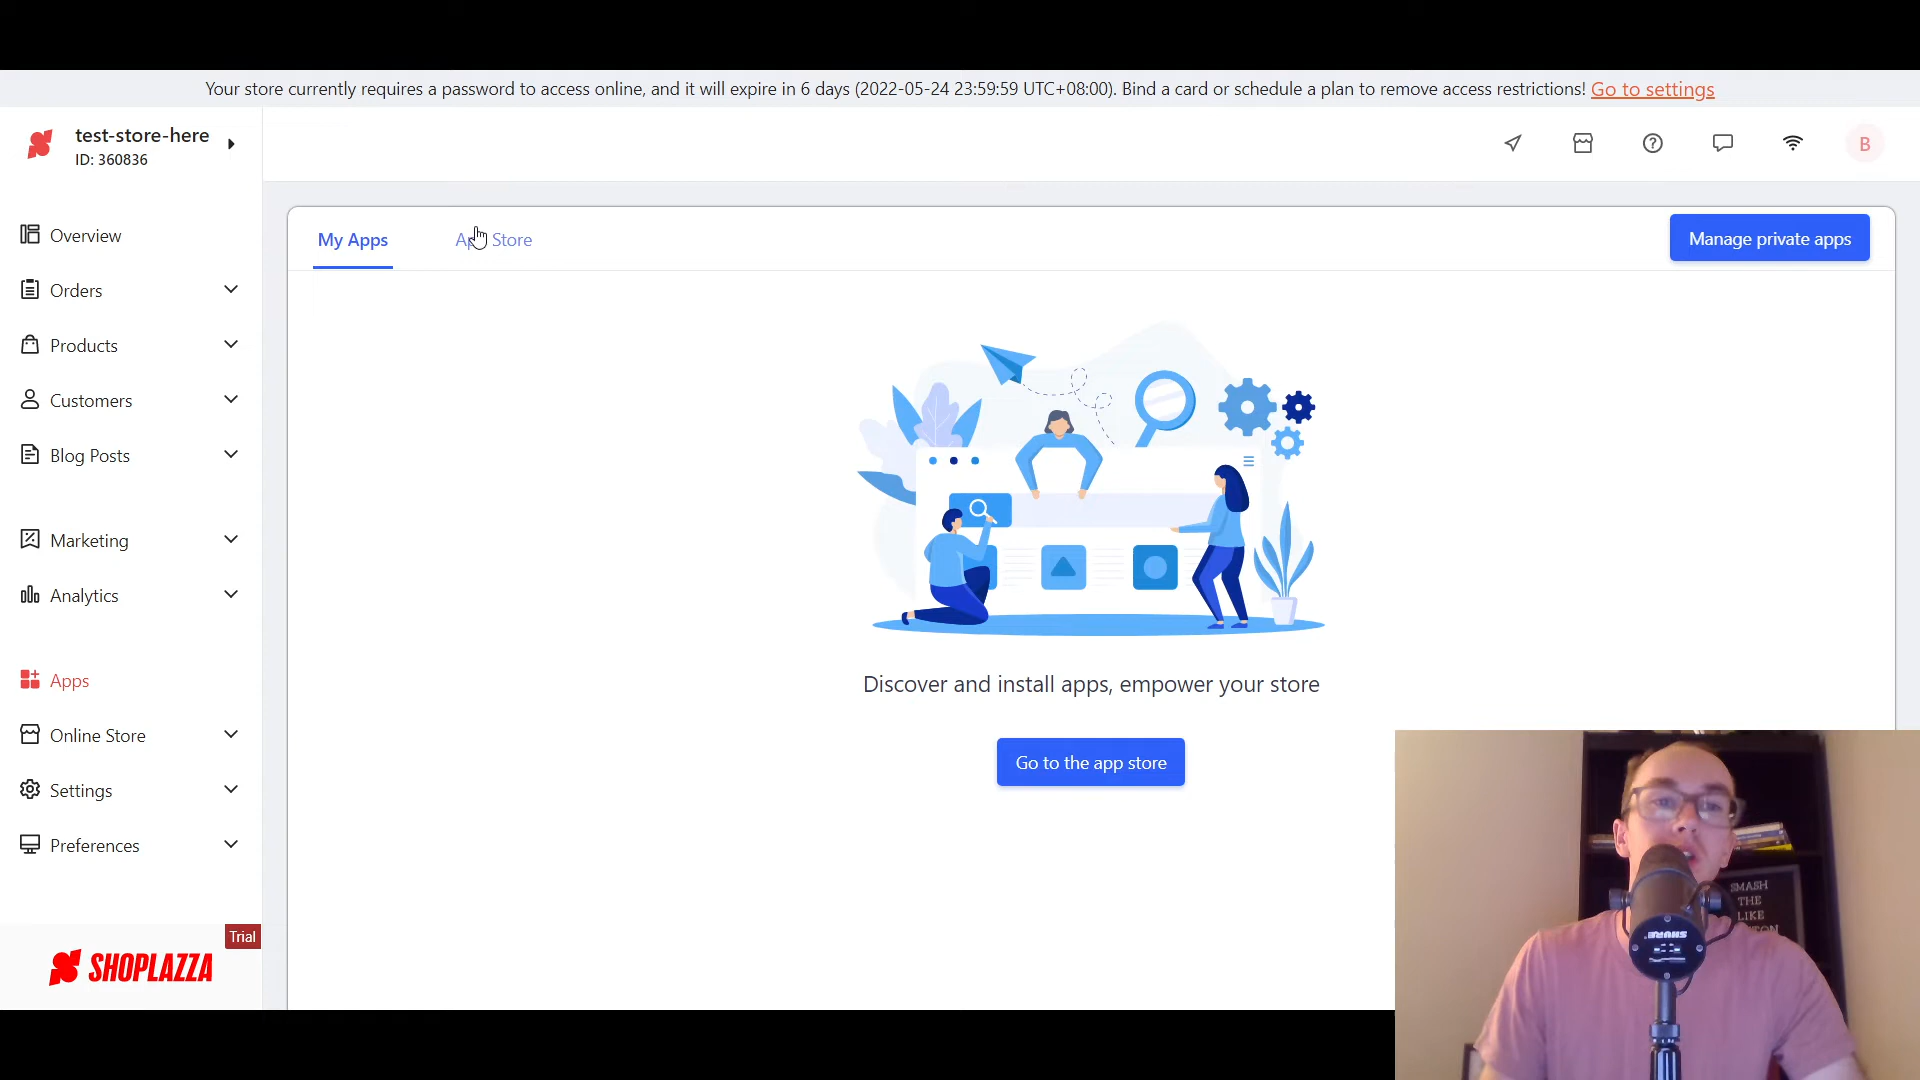 Your store currently requires a password to access online, and it will expire in 6 days (2022-05-24 23:59:59 UTC+08:00). Bind a card or schedule a plan to remove access restrictions! Go to settings
test-store-here
ID: 360836
B
Overview
Orders
Products
Customers
Blog Posts
Marketing
Analytics
Apps
Online Store
Settings
Preferences
Trial
SHOPLAZZA
My Apps
Store
Manage private apps
Discover and install apps, empower your store
Go to the app store
SMASH
THE
LIKE
SHURE